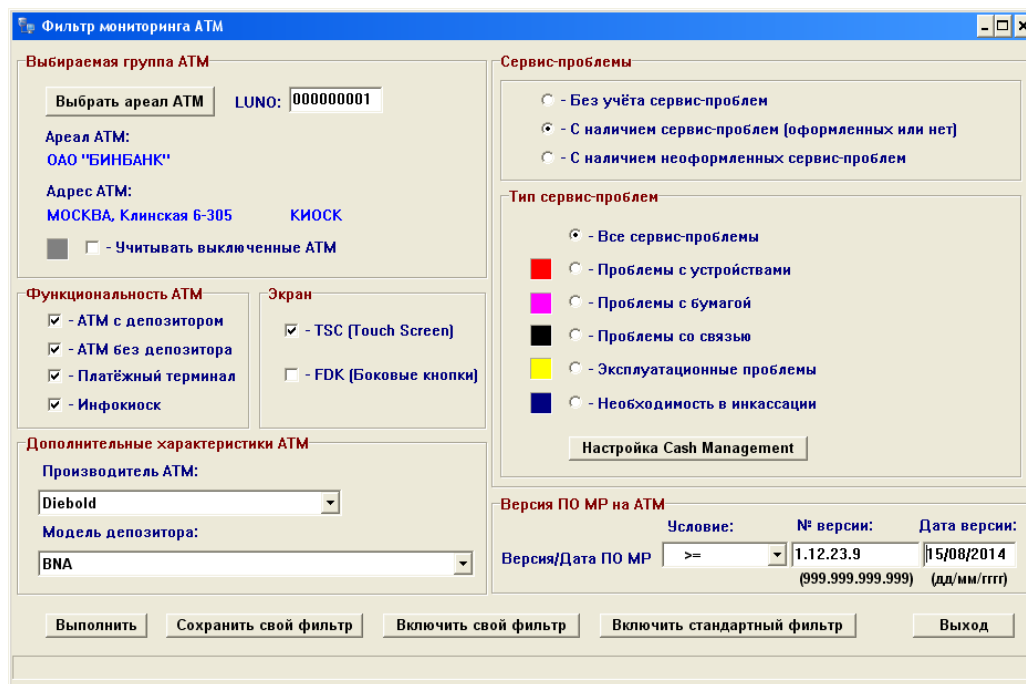 Фильтр мониторинга АТМ
Выбираемая группа АТМ
Выбрать ареал АТМ LUNO: 000000001
Ареал АТМ:
ОАО "БИНБАНК"
Адрес АТМ:
МОСКВА, Клинская 6-305 КИОСК
- Учитывать выключенные АТМ
Функциональность АТМ
- АТМ с депозитором
- АТМ без депозитора
- Платёжный терминал
- Инфокиоск
Экран
- TSC (Touch Screen)
- FDK (Боковые кнопки)
Дополнительные характеристики АТМ
Производитель АТМ:
Diebold
Модель депозитора:
BNA
Сервис-проблемы
- Без учёта сервис-проблем
- С наличием сервис-проблем (оформленных или нет)
- С наличием неоформленных сервис-проблем
Тип сервис-проблем
- Все сервис-проблемы
- Проблемы с устройствами
- Проблемы с бумагой
- Проблемы со связью
- Эксплуатационные проблемы
- Необходимость в инкассации
Настройка Cash Management
Версия ПО МР на АТМ
Условие: № версии: Дата версии:
Версия/Дата ПО МР >= 1.12.23.9 15/08/2014
(999.999.999.999) (дд/мм/гггг)
Выполнить Сохранить свой фильтр Включить свой фильтр Включить стандартный фильтр Выход